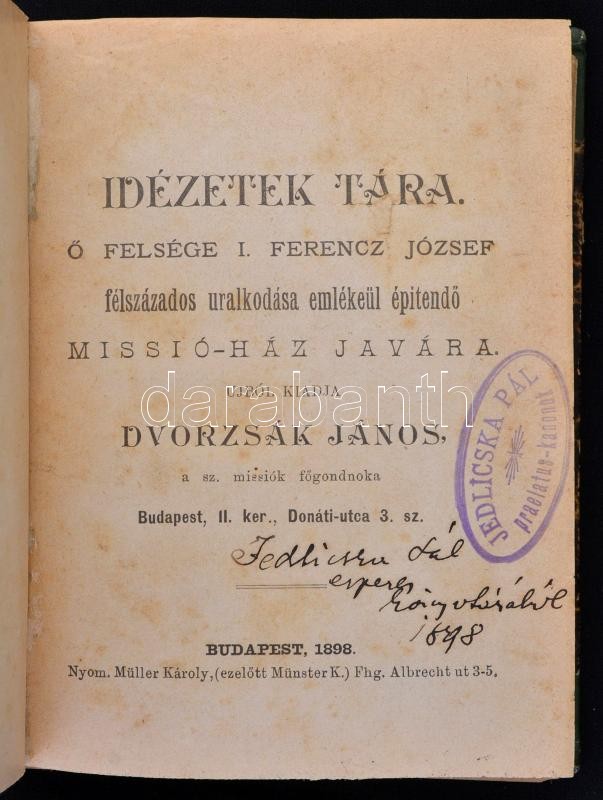 IDÉZETEK TÁRA.
Ő FELSÉGE I. FERENCZ JÓZSEF
félszázados uralkodása emlékeül épitendő
MISSIÓ-HÁZ JAVÁRA.
UJBÓL KIADJA
darabanth
DVORZSÁK JÁNOS,
a sz. missiók főgondnoka
Budapest, II. ker., Donáti-utca 3. sz.
JEDLICSKA PÁL
praelatus-kanonok
Jedlicska Pál
esperes
könyvtárából
1898
BUDAPEST, 1898.
Nyom. Müller Károly, (ezelőtt Münster K.) Fhg. Albrecht ut 3-5.